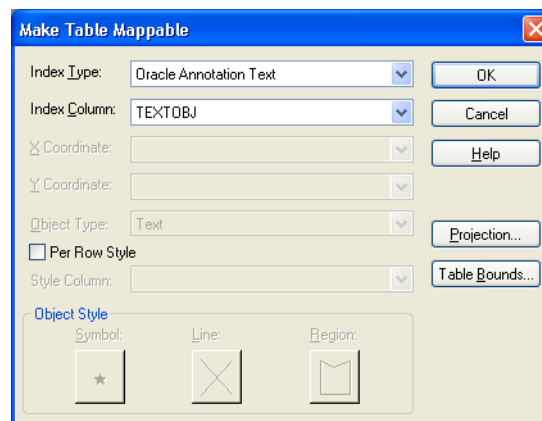 Make Table Mappable
Index Type: Oracle Annotation Text OK
Index Column: TEXTOBJ Cancel
X Coordinate: Help
Y Coordinate:
Object Type: Text Projection...
Per Row Style
Style Column: Table Bounds...
Object Style
Symbol: Line: Region: